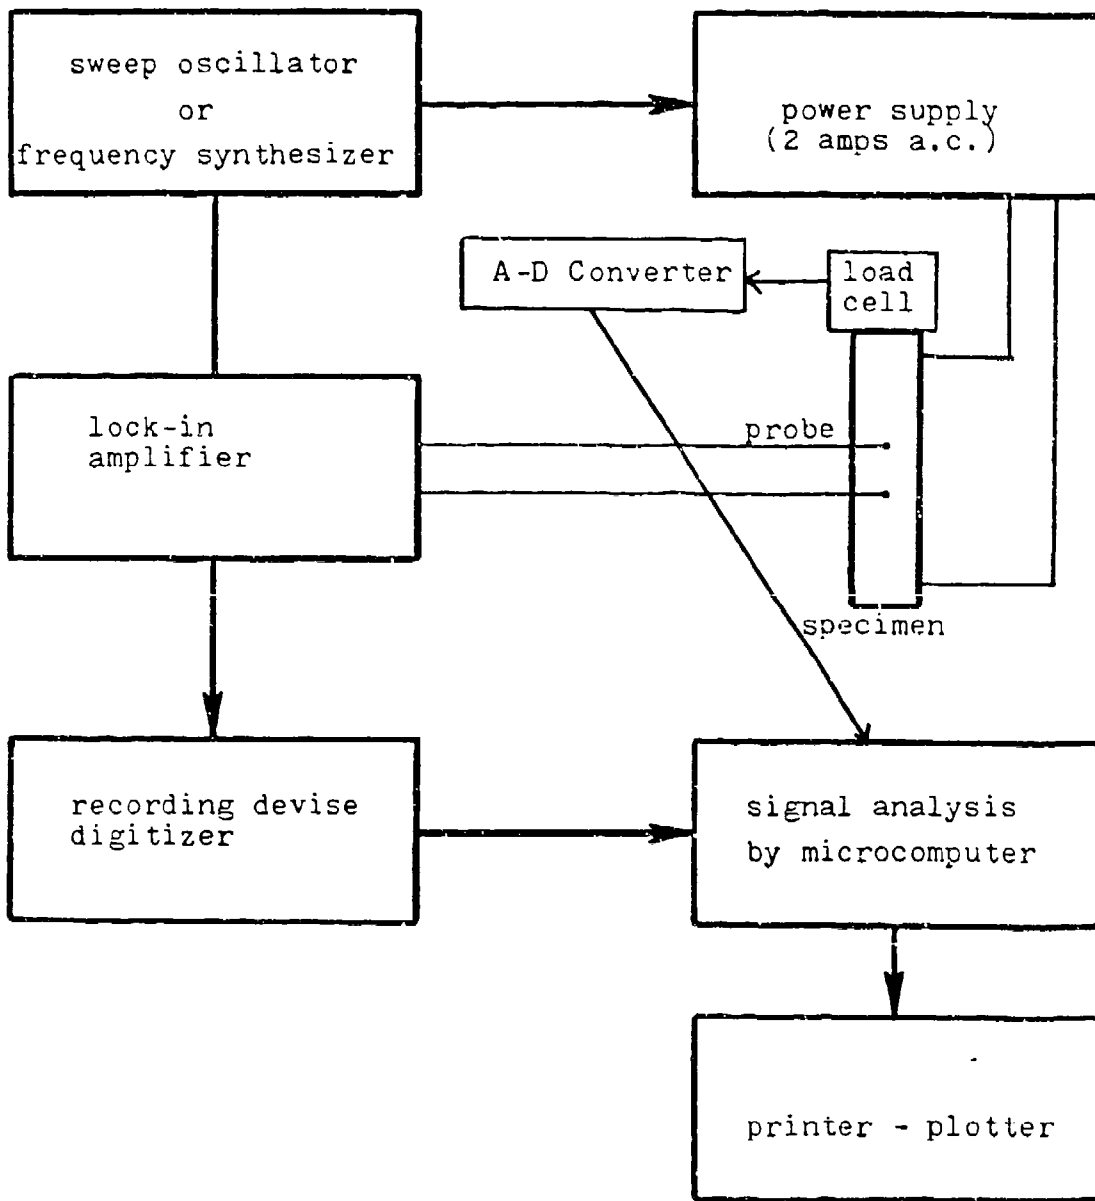 sweep oscillator
or
frequency synthesizer
power supply
(2 amps a.c.)
A-D Converter
load
cell
lock-in
amplifier
probe
specimen
recording devise
digitizer
signal analysis
by microcomputer
printer - plotter